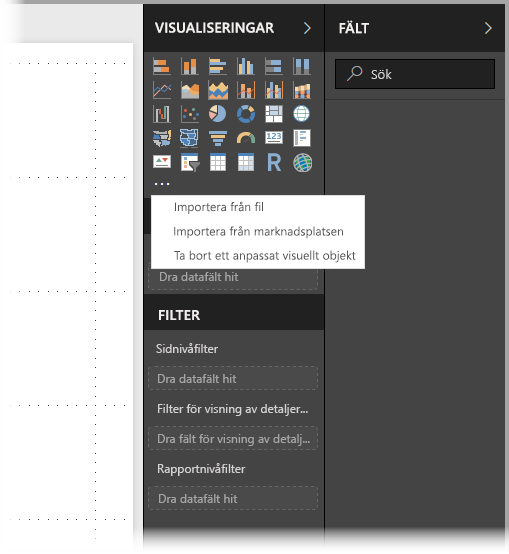 VISUALISERINGAR
FÄLT
Sök
123
R
Importera från fil
Importera från marknadsplatsen
Ta bort ett anpassat visuellt objekt
Dra datafält hit
FILTER
Sidnivåfilter
Dra datafält hit
Filter för visning av detaljer...
Dra fält för visning av detalj...
Rapportnivåfilter
Dra datafält hit